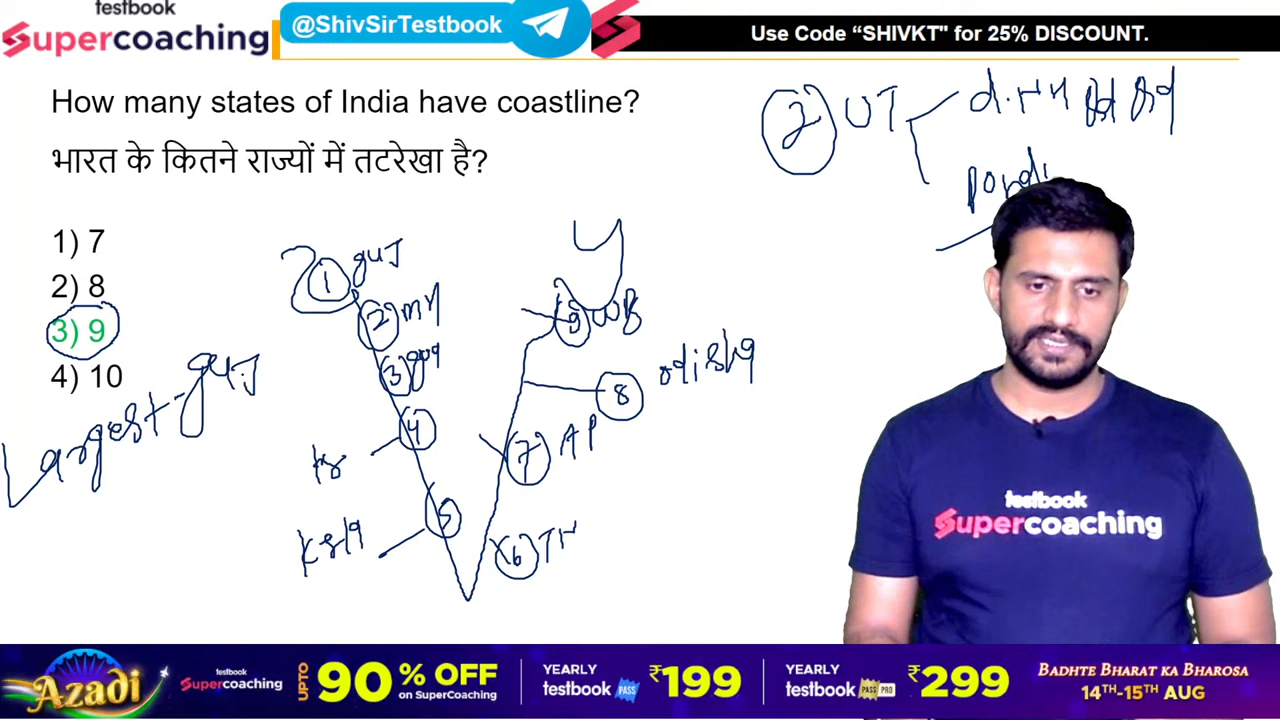 testbook
Supercoaching
@ShivSirTestbook
Use Code “SHIVKT" for 25% DISCOUNT.
How many states of India have coastline?
भारत के कितने राज्यों में तटरेखा है?
1) 7
2) 8
3) 9
4) 10
Largest-guj
1 guj
2 mh
3 goa
4
5
6 TN
7 AP
8 odisha
9 WB
2 UT
Pondi
testbook
Supercoaching
Azadi
testbook
Supercoaching
UPTO 90% OFF
on SuperCoaching
YEARLY
testbook PASS
₹199
YEARLY
testbook PASS PRO
₹299
BADHTE BHARAT KA BHAROSA
14TH-15TH AUG